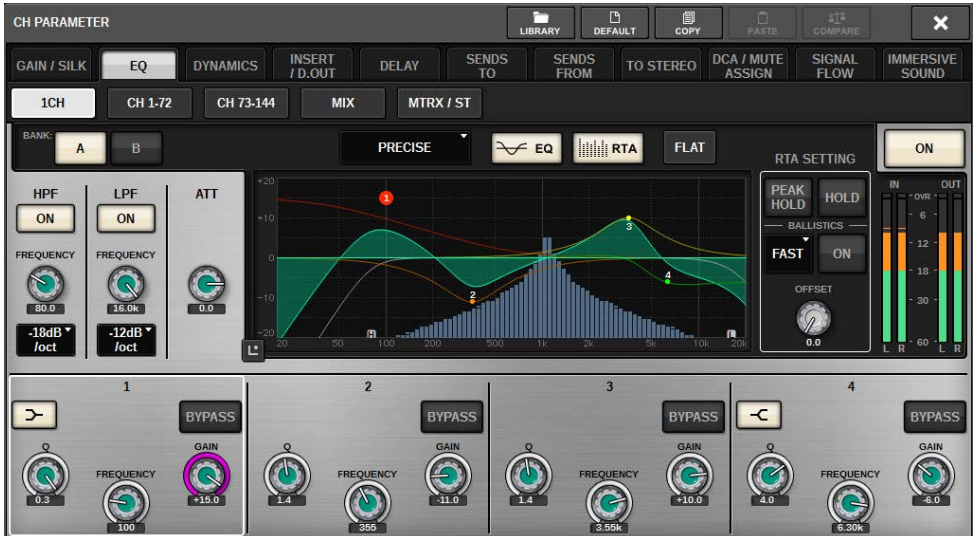 CH PARAMETER
LIBRARY DEFAULT COPY PASTE COMPARE
GAIN / SILK EQ DYNAMICS INSERT / D.OUT DELAY SENDS TO SENDS FROM TO STEREO DCA / MUTE ASSIGN SIGNAL FLOW IMMERSIVE SOUND
1CH CH 1-72 CH 73-144 MIX MTRX / ST
BANK: A B PRECISE EQ RTA FLAT RTA SETTING ON
HPF LPF ATT
ON ON
FREQUENCY FREQUENCY
80.0 16.0k 0.0
-18dB /oct -12dB /oct
+20
+10
0
-10
-20
1
2
3
4
H L
20 50 100 200 500 1k 2k 5k 10k 20k
PEAK HOLD HOLD
BALLISTICS
FAST ON
OFFSET
0.0
IN OUT
OVR
6
12
18
30
60
L R L R
1 2 3 4
BYPASS BYPASS BYPASS BYPASS
Q FREQUENCY GAIN Q FREQUENCY GAIN Q FREQUENCY GAIN Q FREQUENCY GAIN
0.3 +15.0 1.4 -11.0 1.4 +10.0 4.0 -6.0
100 355 3.55k 6.30k